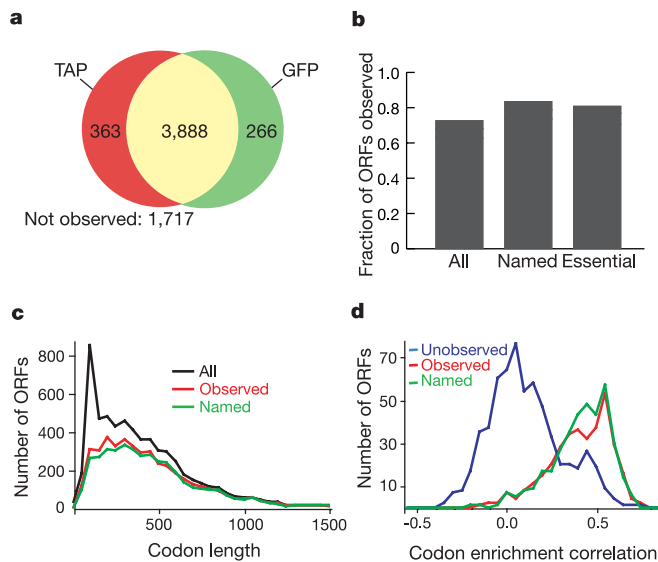 a
TAP
GFP
363
3,888
266
Not observed: 1,717
b
Fraction of ORFs observed
1.0
0.8
0.6
0.4
0.2
0
All
Named
Essential
c
Number of ORFs
800
600
400
200
0
0
500
1000
1500
All
Observed
Named
Codon length
d
Number of ORFs
70
50
30
10
-0.5
0.0
0.5
Unobserved
Observed
Named
Codon enrichment correlation